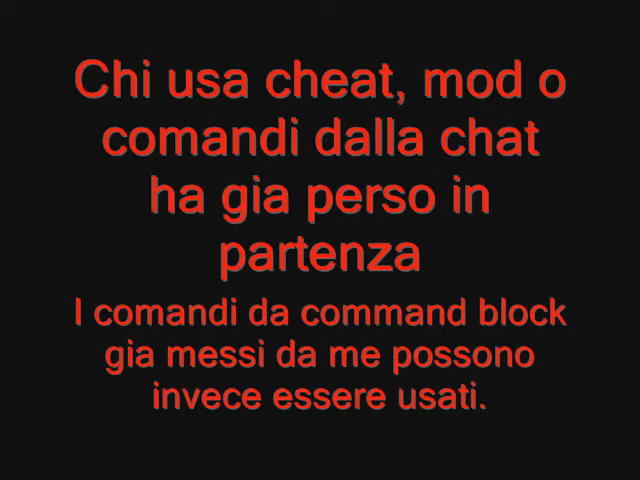 Chi usa cheat, mod o
comandi dalla chat
ha gia perso in
partenza
I comandi da command block
gia messi da me possono
invece essere usati.